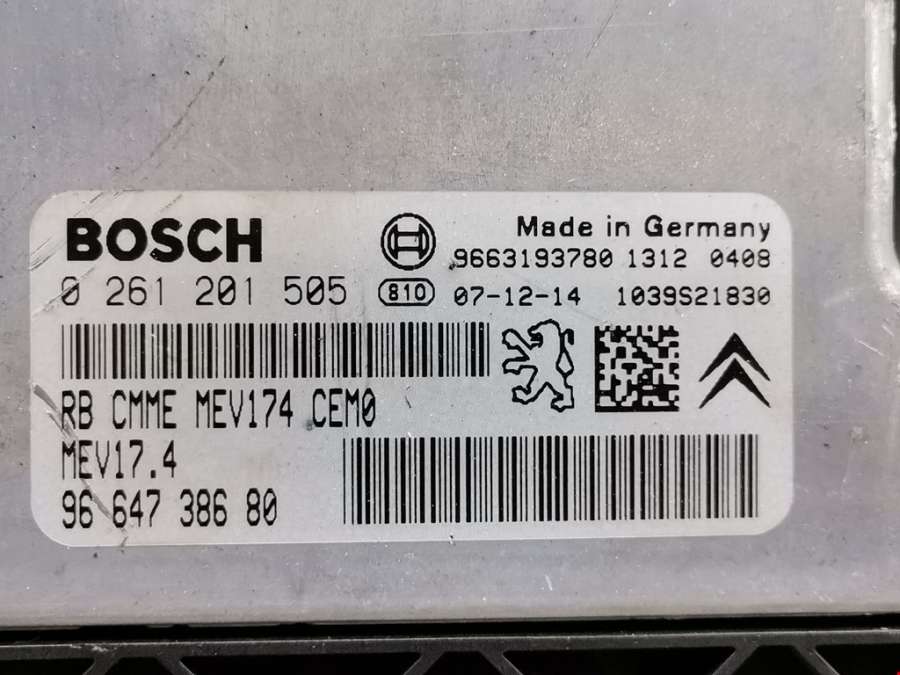 BOSCH
Made in Germany
9663193780 1312 0408
0 261 201 505 810 07-12-14 1039S21830
RB CMME MEV174 CEM0
MEV17.4
96 647 386 80